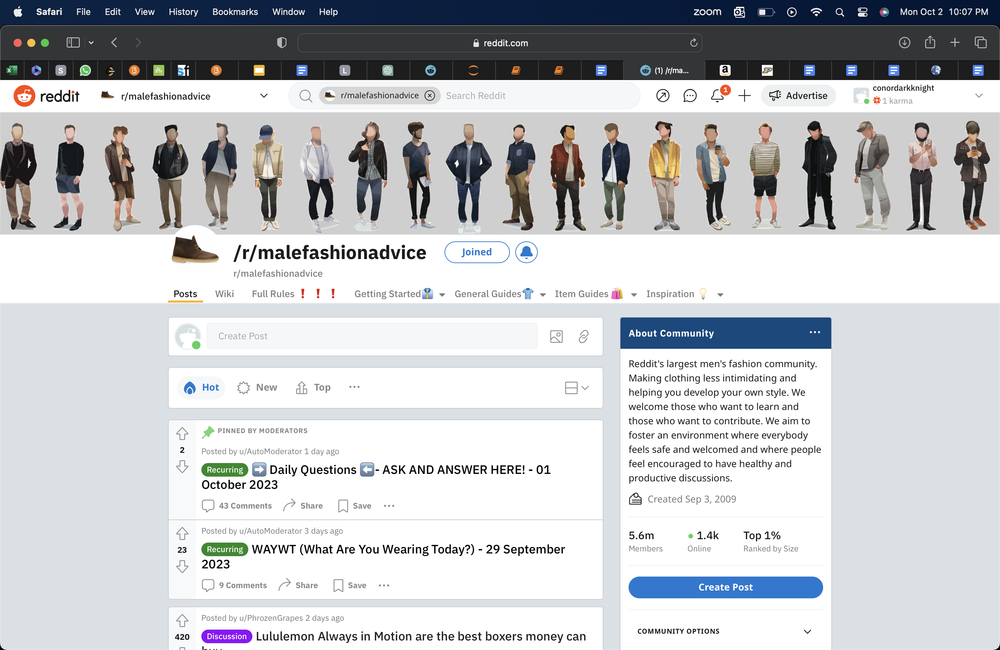 Safari File Edit View History Bookmarks Window Help zoom Mon Oct 2 10:07 PM
reddit.com
(1) /r/ma...
reddit r/malefashionadvice r/malefashionadvice Search Reddit 1 Advertise conordarkknight
1 karma
/r/malefashionadvice Joined
r/malefashionadvice
Posts Wiki Full Rules❗❗❗ Getting Started👔 General Guides👕 Item Guides🛍️ Inspiration💡
Create Post
Hot New Top ...
PINNED BY MODERATORS
Posted by u/AutoModerator 1 day ago
2
Recurring ➡️ Daily Questions ⬅️- ASK AND ANSWER HERE! - 01
October 2023
43 Comments Share Save ...
Posted by u/AutoModerator 3 days ago
23
Recurring WAYWT (What Are You Wearing Today?) - 29 September
2023
9 Comments Share Save ...
Posted by u/PhrozenGrapes 2 days ago
420
Discussion Lululemon Always in Motion are the best boxers money can
About Community ...
Reddit's largest men's fashion community.
Making clothing less intimidating and
helping you develop your own style. We
welcome those who want to learn and
those who want to contribute. We aim to
foster an environment where everybody
feels safe and welcomed and where people
feel encouraged to have healthy and
productive discussions.
Created Sep 3, 2009
5.6m 1.4k Top 1%
Members Online Ranked by Size
Create Post
COMMUNITY OPTIONS